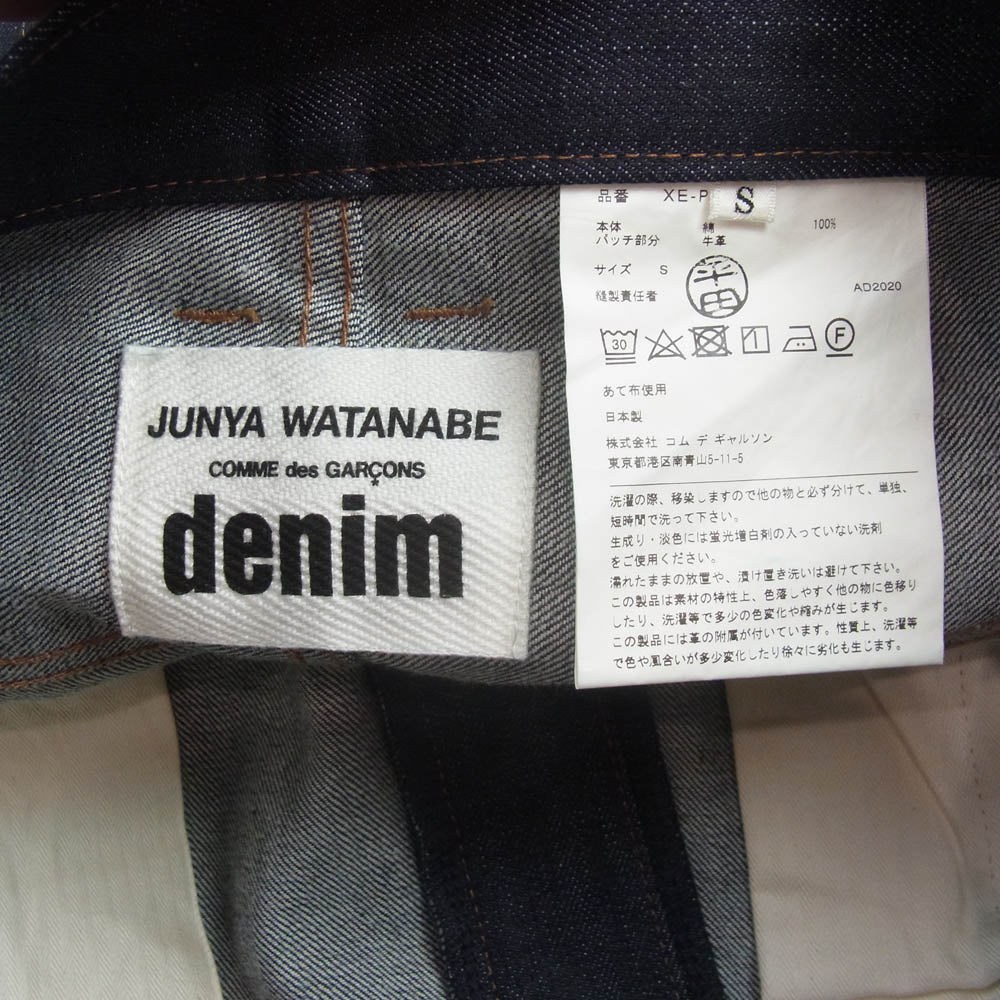 JUNYA WATANABE
COMME des GARÇONS
denim
品番 XE-P
S
本体 綿 100%
パッチ部分 牛革
サイズ S
縫製責任者 半田
AD2020
30
1
F
あて布使用
日本製
株式会社 コム デ ギャルソン
東京都港区南青山5-11-5
洗濯の際、移染しますので他の物と必ず分けて、単独、
短時間で洗って下さい。
生成り・淡色には蛍光増白剤の入っていない洗剤
をご使用ください。
濡れたままの放置や、漬け置き洗いは避けて下さい。
この製品は素材の特性上、色落しやすく他の物に色移り
したり、洗濯等で多少の色変化や縮みが生じます。
この製品には革の附属が付いています。性質上、洗濯等
で色や風合いが多少変化したり徐々に劣化も生じます。